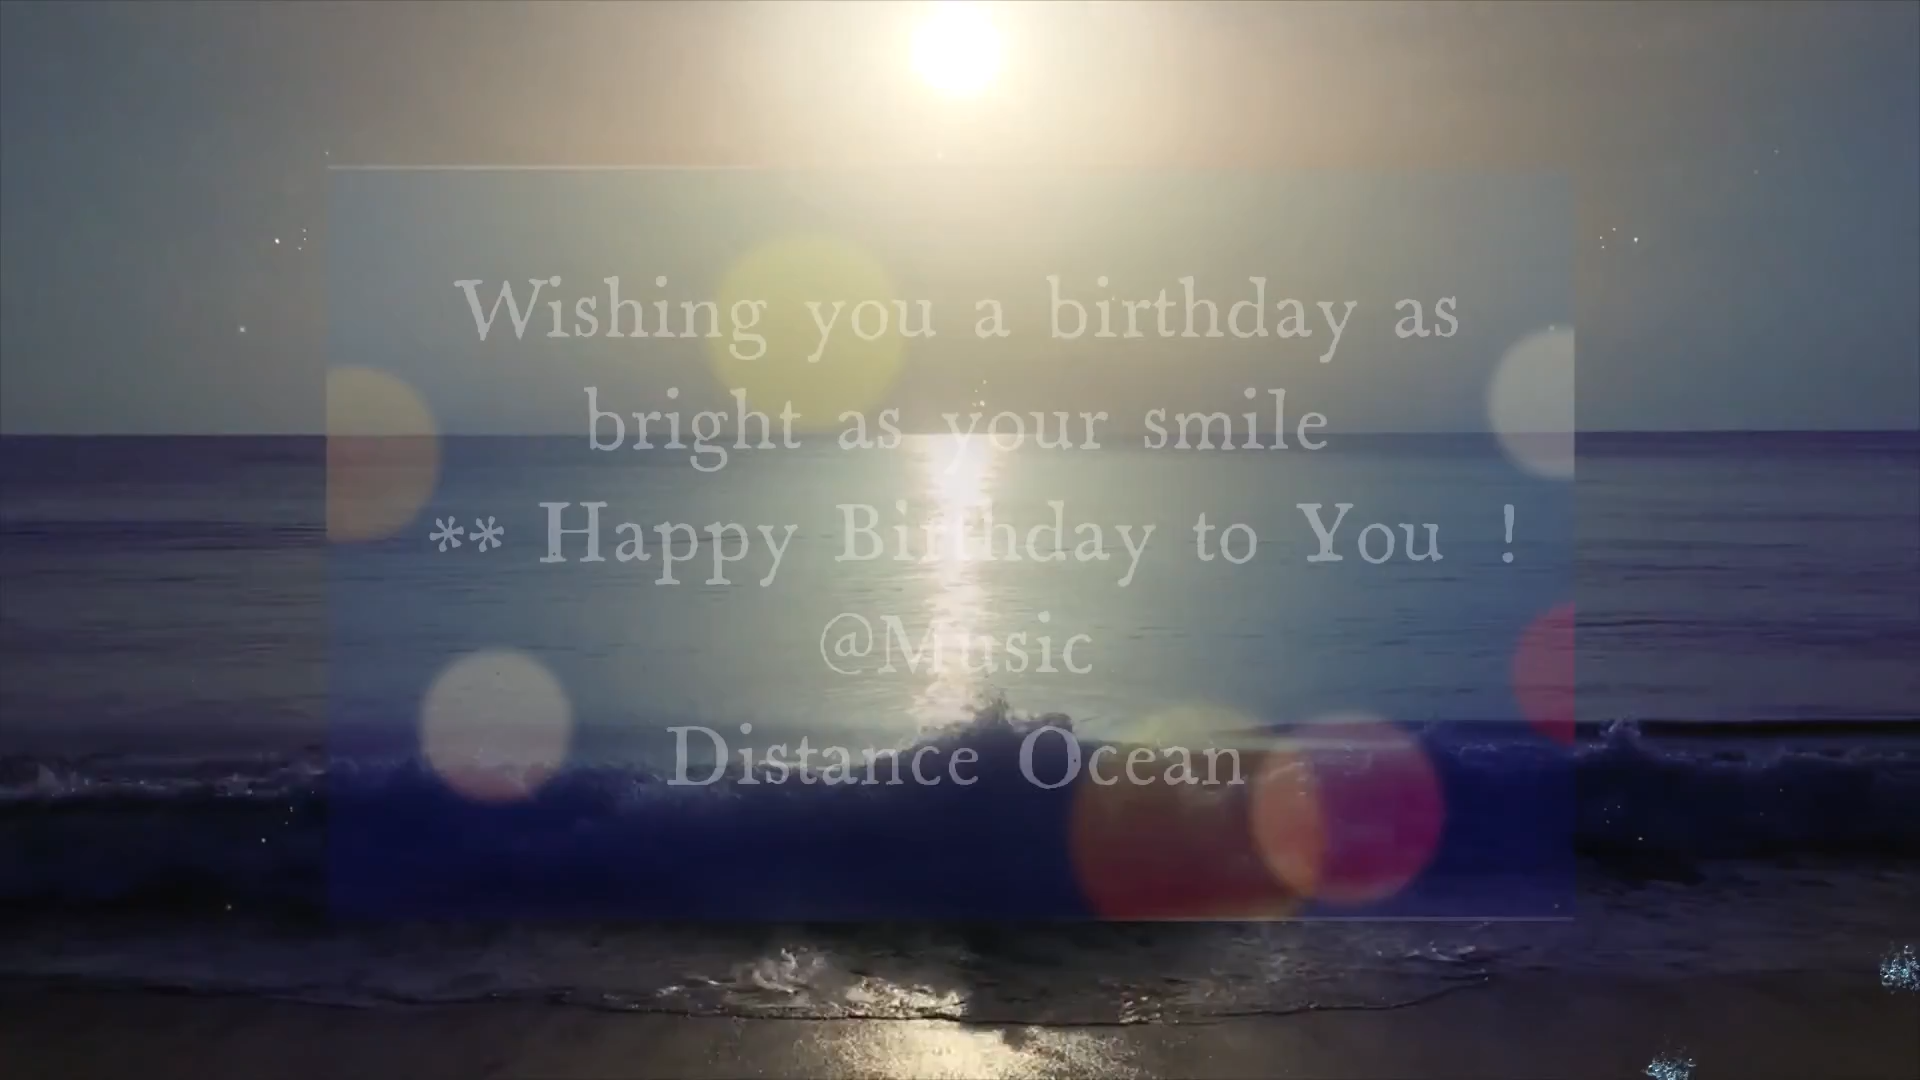 Wishing you a birthday as
bright as your smile
** Happy Birthday to You !
@Music
Distance Ocean